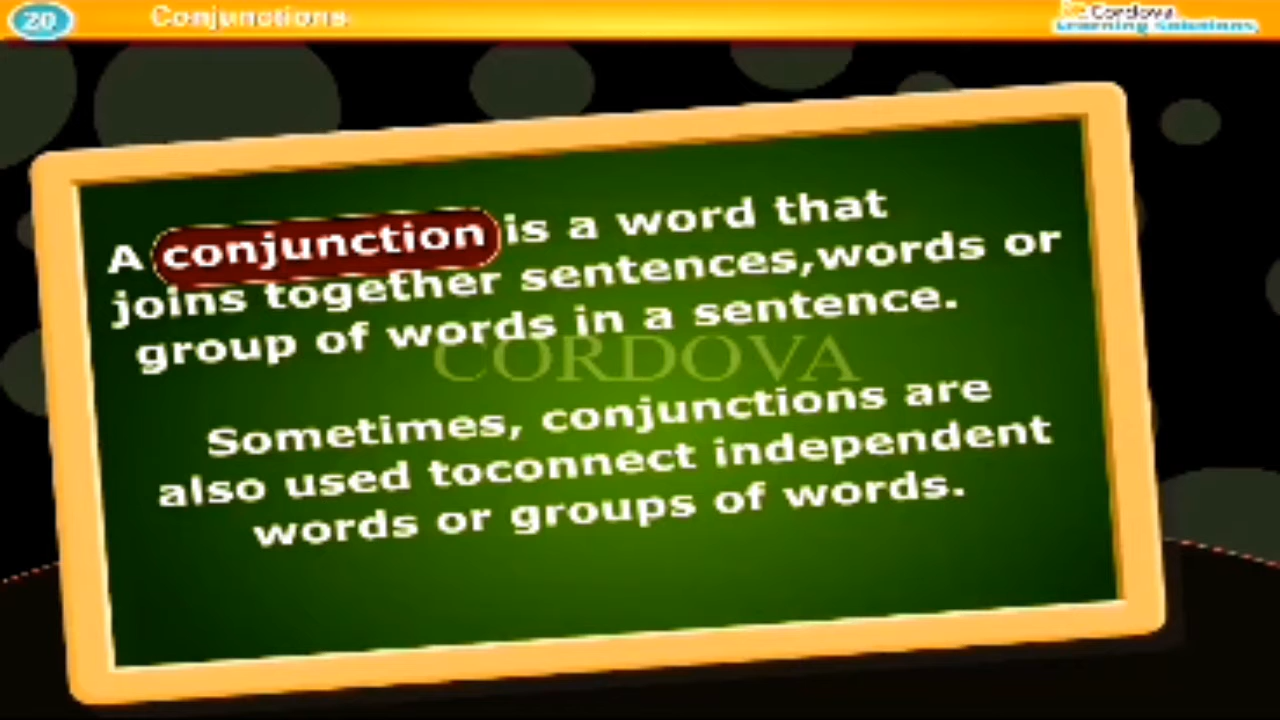 20 Conjunctions
Cordova
Learning Solutions
A conjunction is a word that
joins together sentences,words or
group of words in a sentence.
CORDOVA
Sometimes, conjunctions are
also used toconnect independent
words or groups of words.